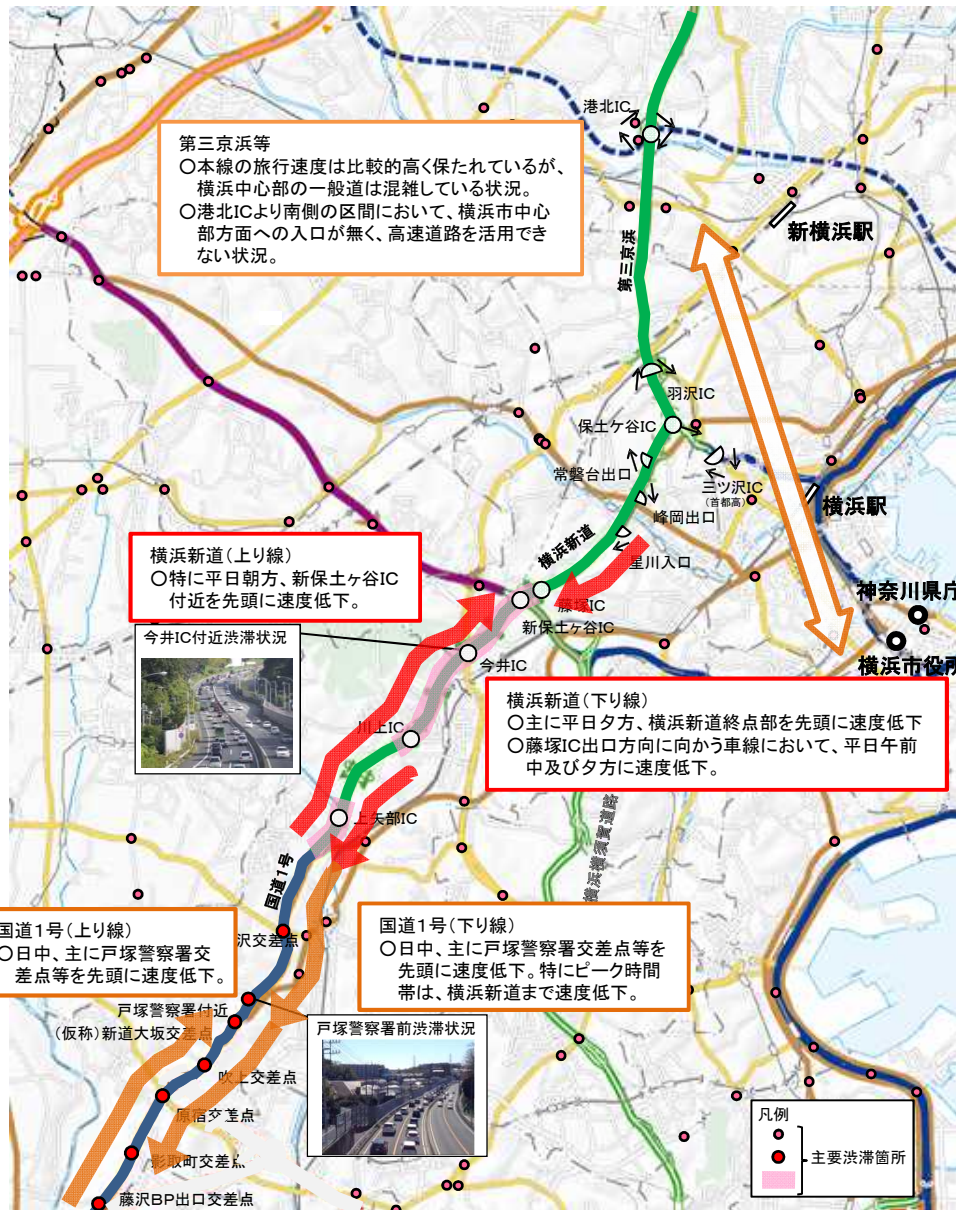 港北IC
第三京浜等
○本線の旅行速度は比較的高く保たれているが、
横浜中心部の一般道は混雑している状況。
○港北ICより南側の区間において、横浜市中心
部方面への入口が無く、高速道路を活用でき
ない状況。
新横浜駅
第三京浜
羽沢IC
保土ケ谷IC
常磐台出口
三ツ沢IC
(首都高)
横浜駅
峰岡出口
星川入口
横浜新道
横浜新道(上り線)
○特に平日朝方、新保土ヶ谷IC
付近を先頭に速度低下。
藤塚IC
新保土ヶ谷IC
神奈川県庁
横浜市役所
今井IC付近渋滞状況
今井IC
横浜新道(下り線)
○主に平日夕方、横浜新道終点部を先頭に速度低下
○藤塚IC出口方向に向かう車線において、平日午前
中及び夕方に速度低下。
川上IC
上矢部IC
横浜横須賀道路
国道1号
国道1号(上り線)
○日中、主に戸塚警察署交
差点等を先頭に速度低下。
沢交差点
国道1号(下り線)
○日中、主に戸塚警察署交差点等を
先頭に速度低下。特にピーク時間
帯は、横浜新道まで速度低下。
戸塚警察署付近
(仮称)新道大坂交差点
戸塚警察署前渋滞状況
吹上交差点
原宿交差点
影取町交差点
藤沢BP出口交差点
凡例
主要渋滞箇所